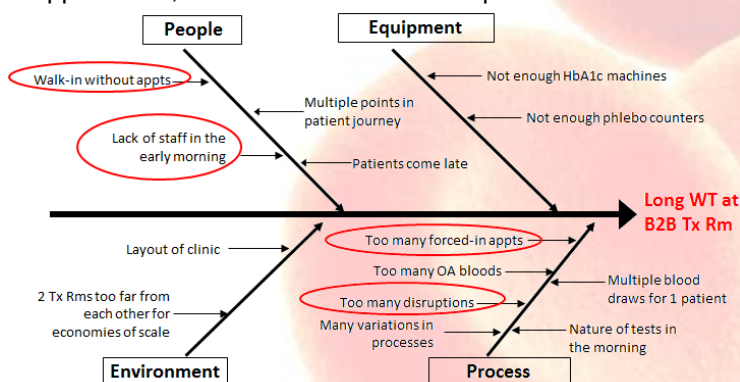 People
Equipment
Walk-in without appts
Not enough HbA1c machines
Multiple points in
patient journey
Not enough phlebo counters
Lack of staff in the
early morning
Patients come late
Long WT at
B2B Tx Rm
Too many forced-in appts
Layout of clinic
Too many OA bloods
Multiple blood
draws for 1 patient
2 Tx Rms too far from
each other for
economies of scale
Too many disruptions
Many variations in
processes
Nature of tests in
the morning
Environment
Process